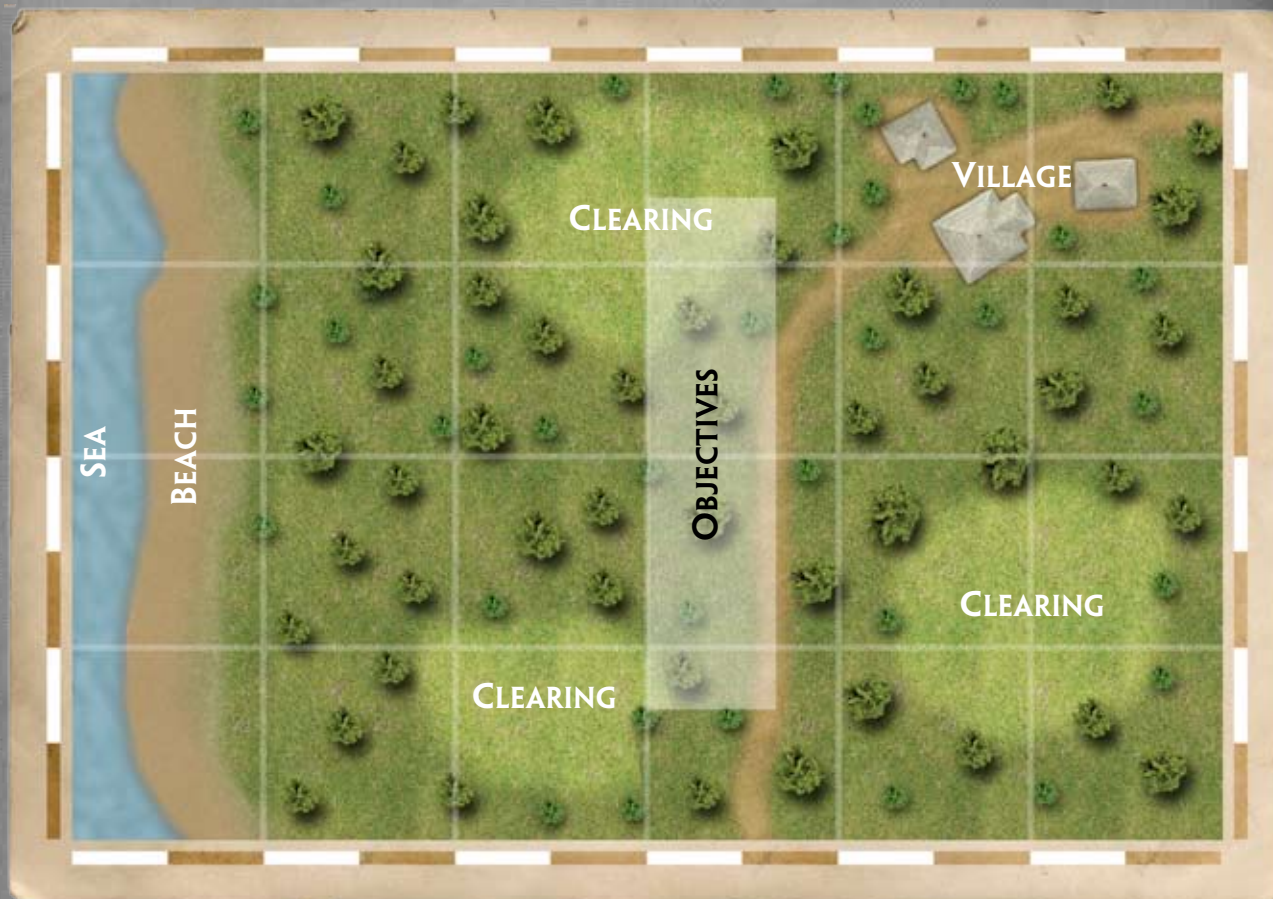 VILLAGE
CLEARING
OBJECTIVES
SEA
BEACH
CLEARING
CLEARING